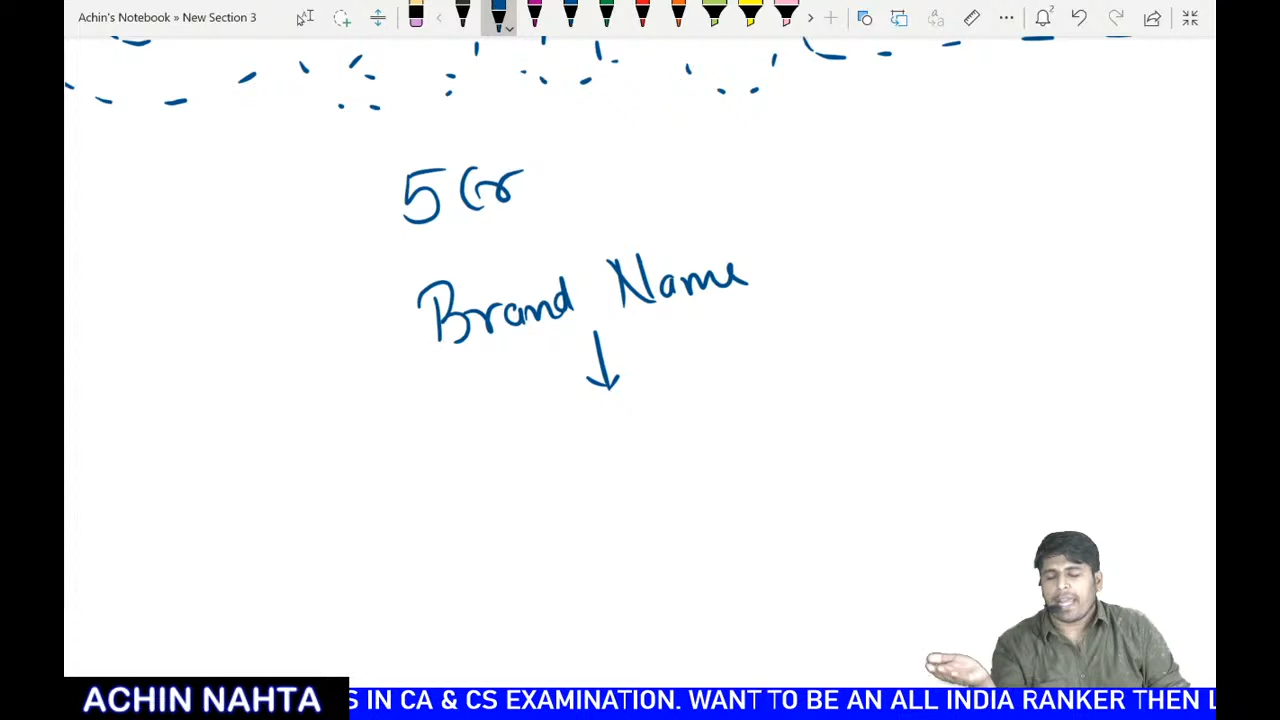 Achin's Notebook » New Section 3
5 Cr
Brand Name
ACHIN NAHTA
S IN CA & CS EXAMINATION. WANT TO BE AN ALL INDIA RANKER THEN L